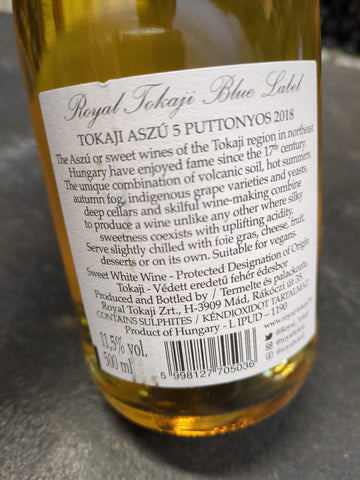 Royal Tokaji Blue Label
TOKAJI ASZÚ 5 PUTTONYOS 2018
The Aszú or sweet wines of the Tokaji region in northeast
Hungary have enjoyed fame since the 17th century.
The unique combination of volcanic soil, hot summers,
autumn fog, indigenous grape varieties and yeasts,
deep cellars and skilful wine-making combine
to produce a wine unlike any other where silky
sweetness coexists with uplifting acidity.
Serve slightly chilled with foie gras, cheese, fruit,
desserts or on its own. Suitable for vegans.
Sweet White Wine - Protected Designation of Origin
Tokaji - Védett eredetű fehér édesbor
Produced and Bottled by / Termelte és palackozta
Royal Tokaji Zrt., H-3909 Mád, Rákóczi út 35.
CONTAINS SULPHITES / KÉNDIOXIDOT TARTALMAZ
Product of Hungary - L IPUD - 1190
11,5% vol.
500 ml
5 998127 705036